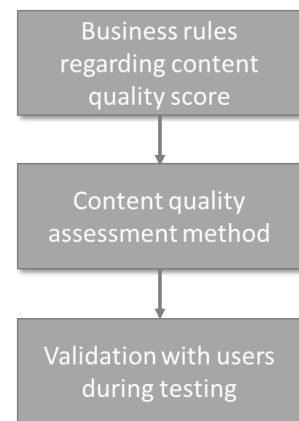 Business rules
regarding content
quality score
Content quality
assessment method
Validation with users
during testing